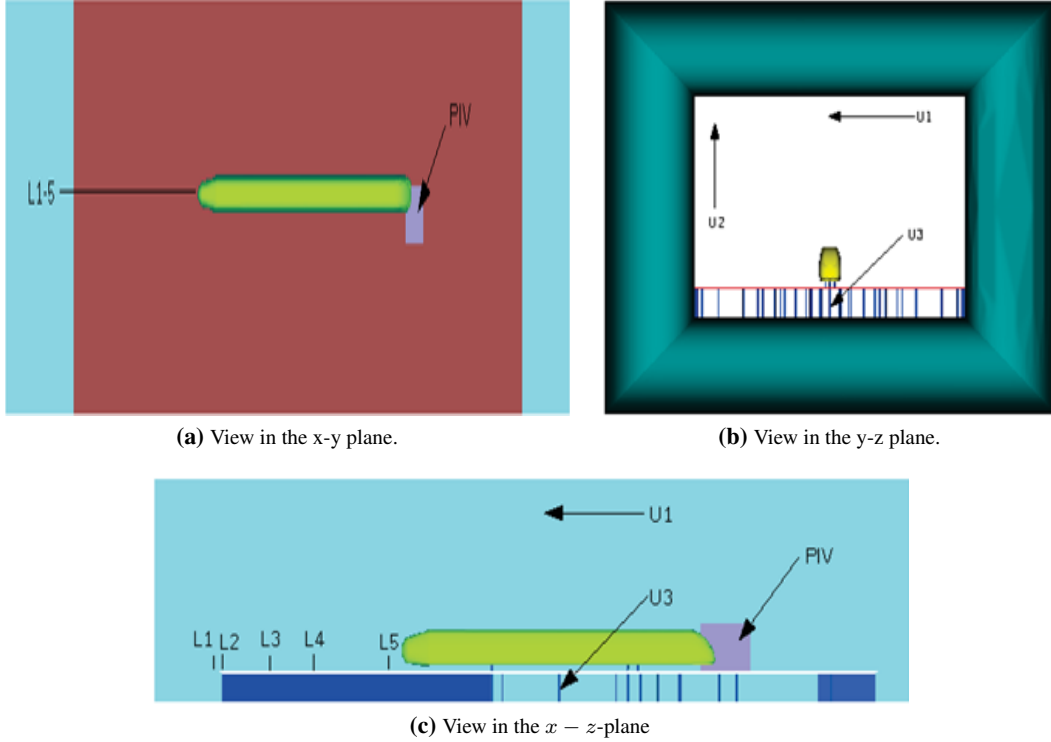 PIV
L1-5
(a) View in the x-y plane.
U1
U2
U3
(b) View in the y-z plane.
U1
PIV
U3
L1 L2 L3 L4 L5
(c) View in the x − z-plane